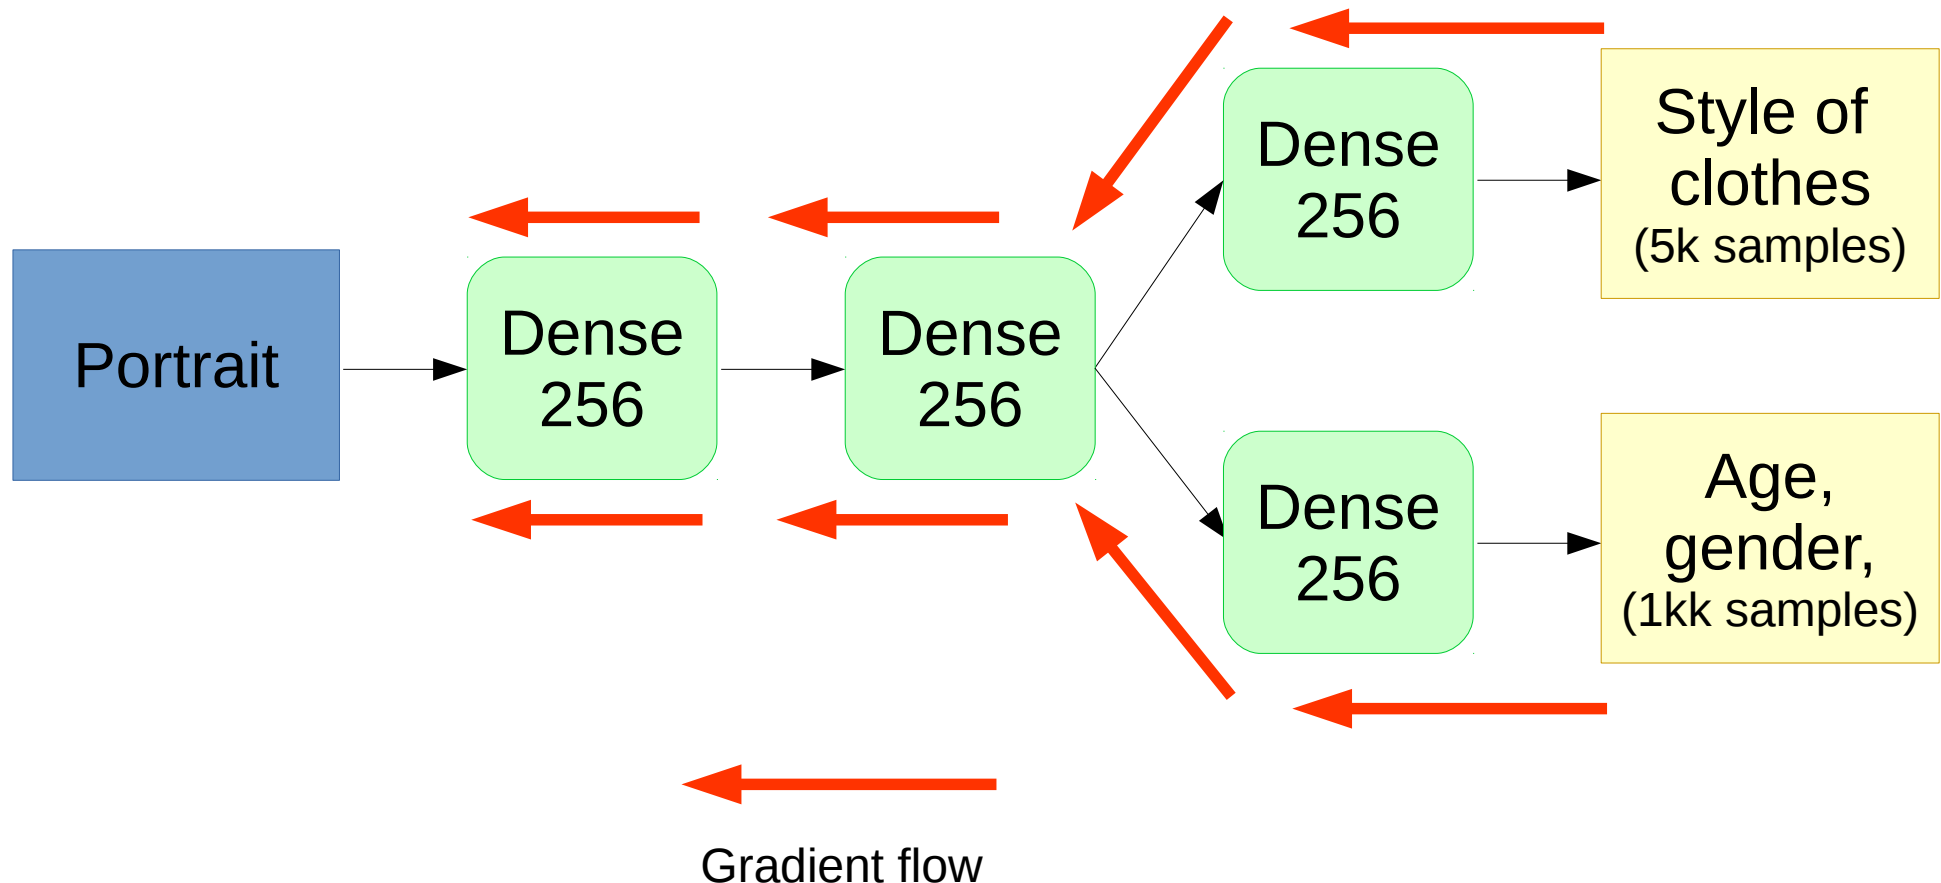 Portrait
Dense
256
Dense
256
Dense
256
Style of
clothes
(5k samples)
Dense
256
Age,
gender,
(1kk samples)
Gradient flow